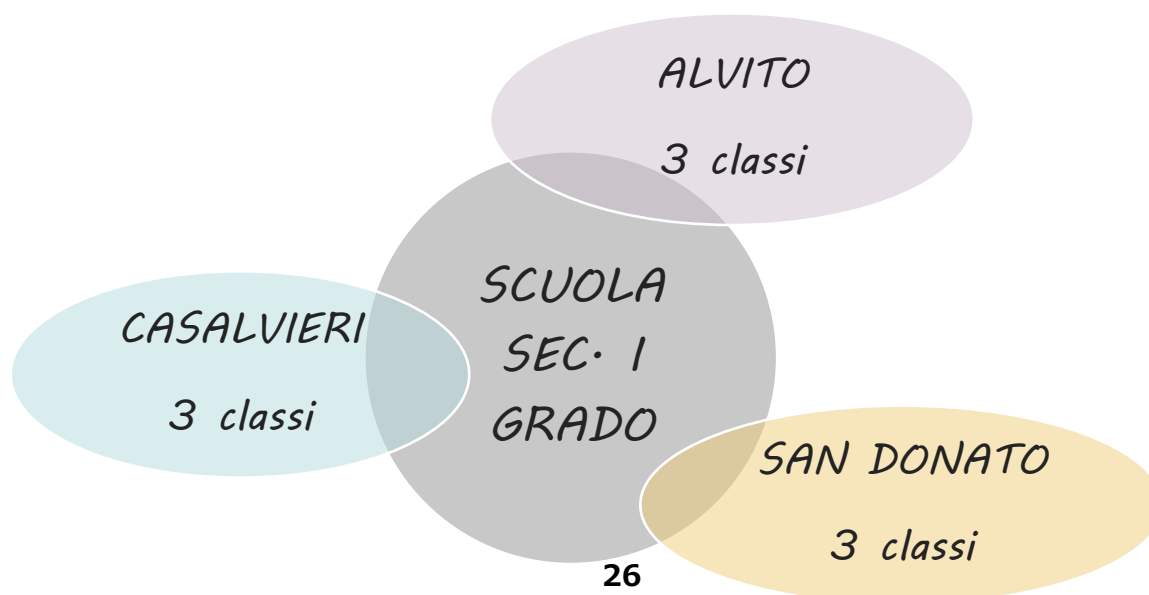 ALVITO
3 classi
SCUOLA
SEC. I
GRADO
CASALVIERI
3 classi
SAN DONATO
3 classi
26